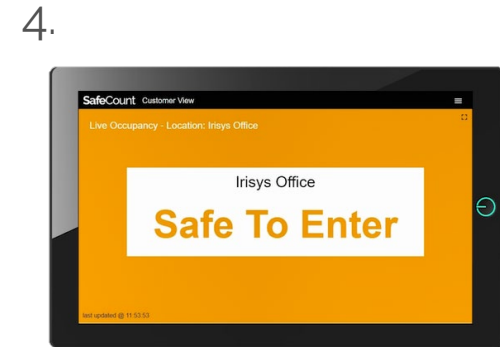 4.
SafeCount Customer View
Live Occupancy - Location: Irisys Office
Irisys Office
Safe To Enter
last updated @ 11:53:53